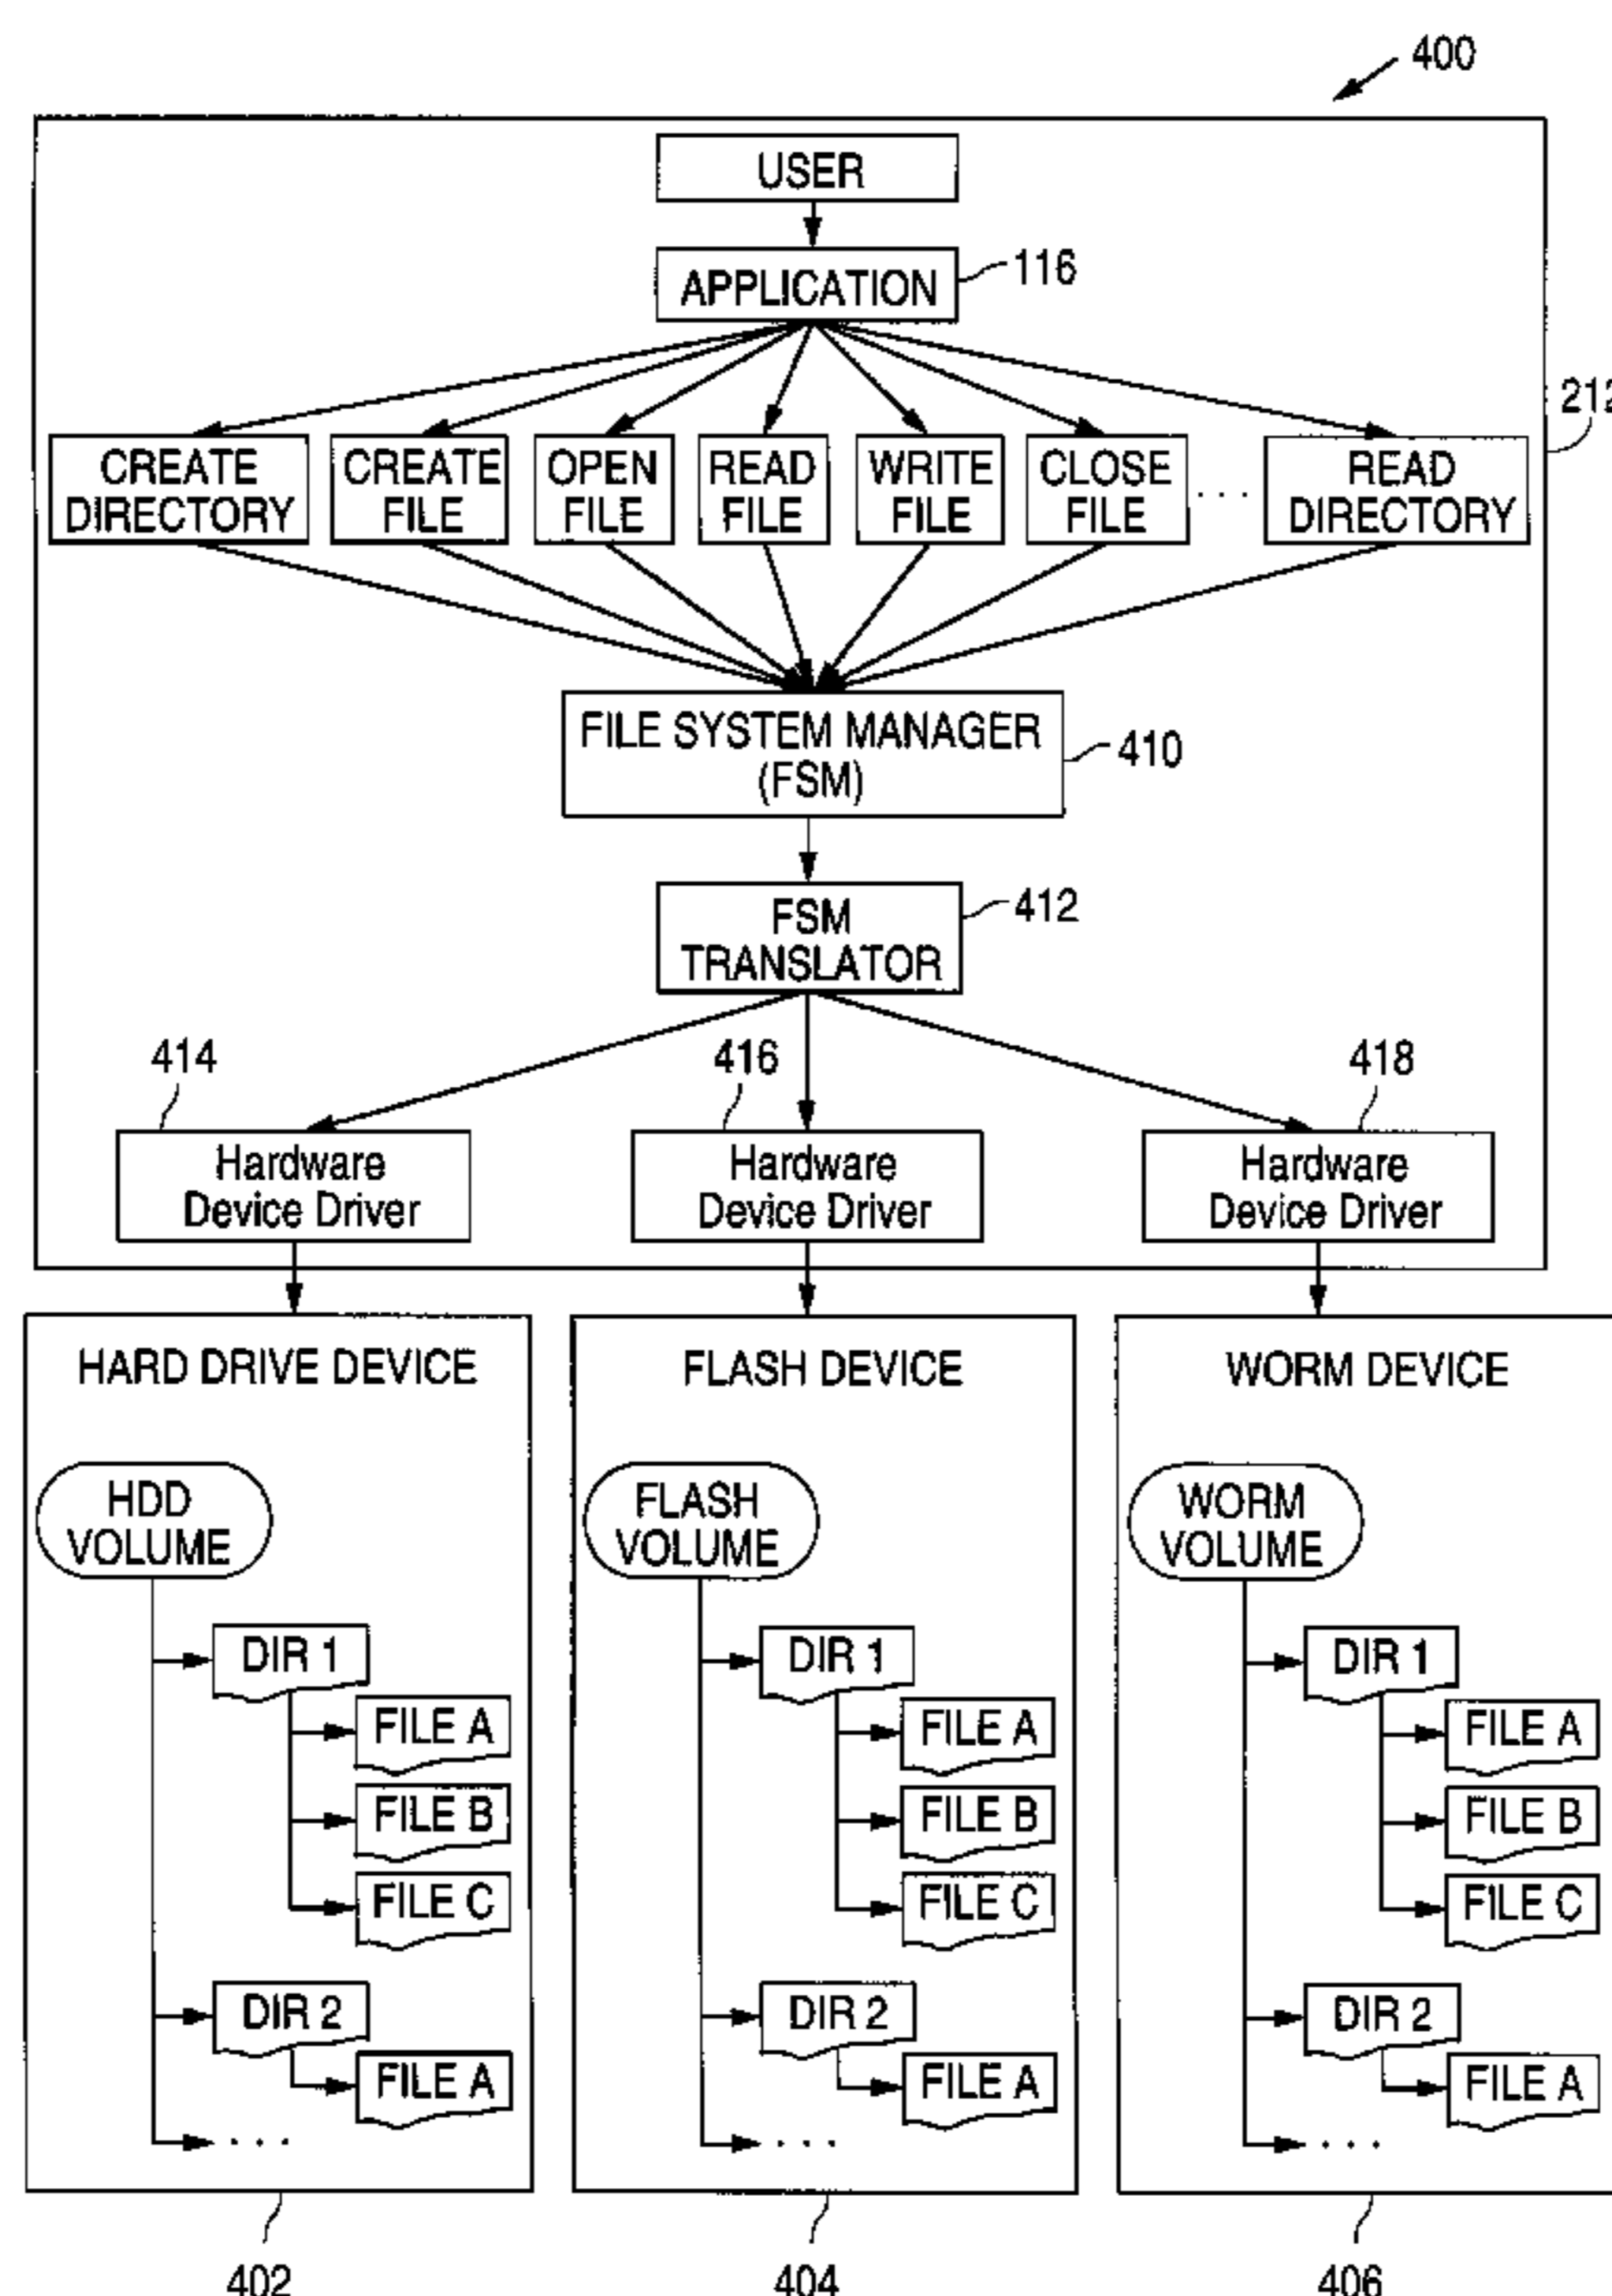 400
USER
APPLICATION
116
212
CREATE
DIRECTORY
CREATE
FILE
OPEN
FILE
READ
FILE
WRITE
FILE
CLOSE
FILE
. . .
READ
DIRECTORY
FILE SYSTEM MANAGER
(FSM)
410
FSM
TRANSLATOR
412
414
416
418
Hardware
Device Driver
Hardware
Device Driver
Hardware
Device Driver
HARD DRIVE DEVICE
HDD
VOLUME
DIR 1
FILE A
FILE B
FILE C
DIR 2
FILE A
. . .
402
FLASH DEVICE
FLASH
VOLUME
DIR 1
FILE A
FILE B
FILE C
DIR 2
FILE A
. . .
404
WORM DEVICE
WORM
VOLUME
DIR 1
FILE A
FILE B
FILE C
DIR 2
FILE A
. . .
406